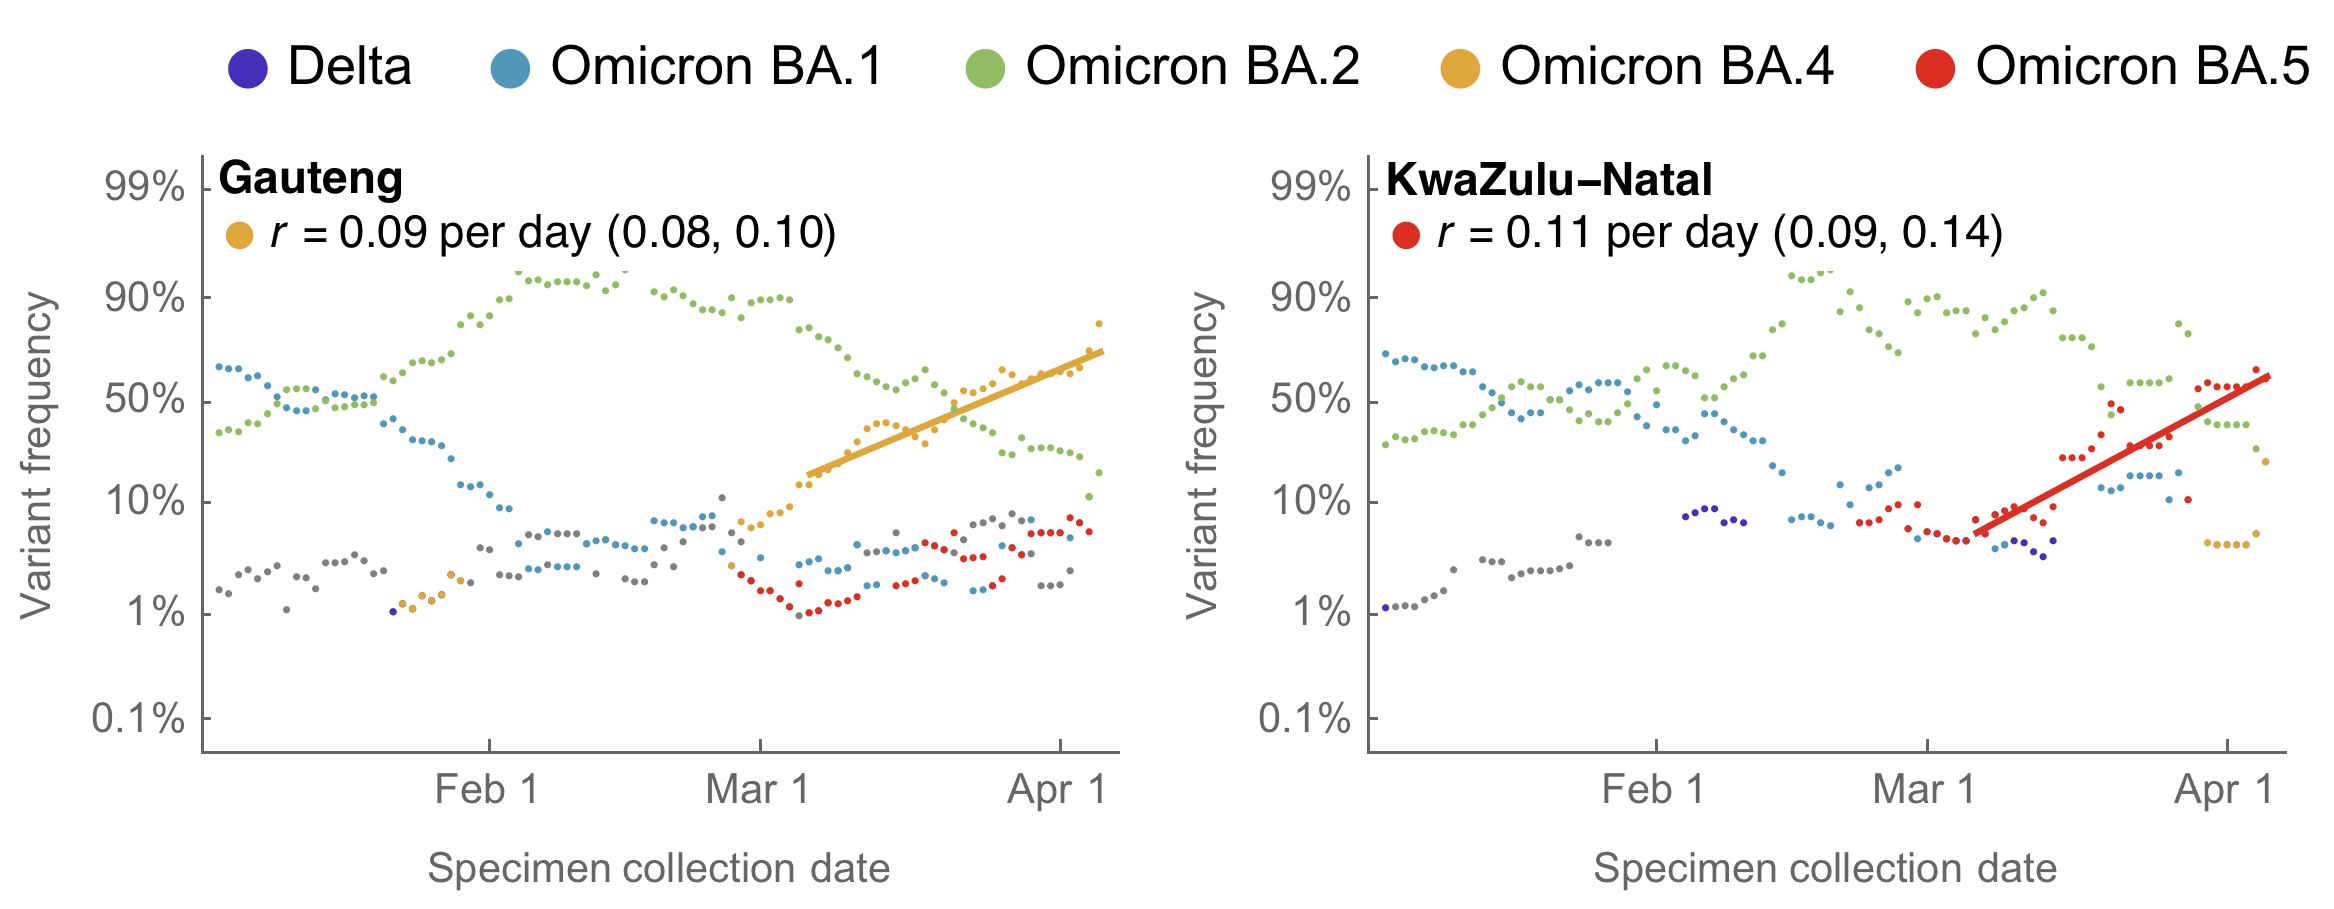 Delta Omicron BA.1 Omicron BA.2 Omicron BA.4 Omicron BA.5
Gauteng
r = 0.09 per day (0.08, 0.10)
Variant frequency
99%
90%
50%
10%
1%
0.1%
Feb 1 Mar 1 Apr 1
Specimen collection date
KwaZulu–Natal
r = 0.11 per day (0.09, 0.14)
Variant frequency
99%
90%
50%
10%
1%
0.1%
Feb 1 Mar 1 Apr 1
Specimen collection date